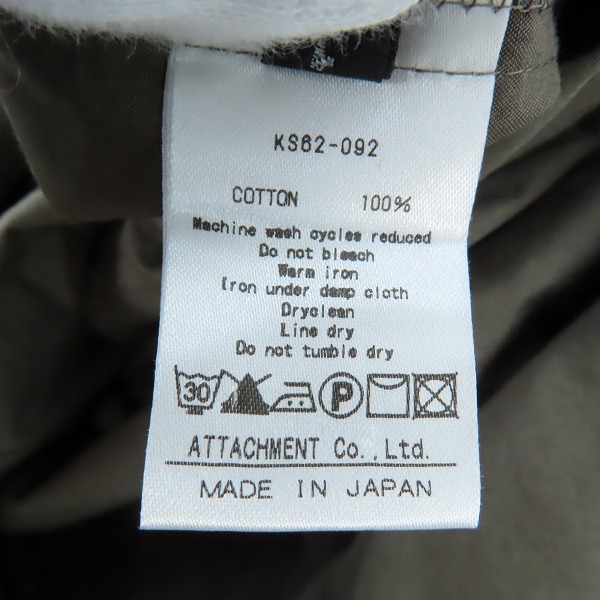 KS62-092
COTTON 100%
Machine wash cycles reduced
Do not bleach
Warm iron
Iron under damp cloth
Dryclean
Line dry
Do not tumble dry
30 P
ATTACHMENT Co.,Ltd.
MADE IN JAPAN